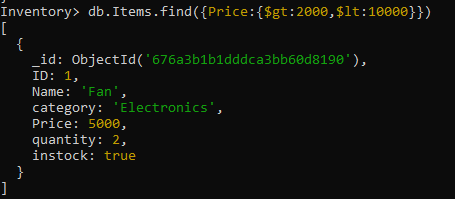 Inventory> db.Items.find({Price:{$gt:2000,$lt:10000}})
[
  {
    _id: ObjectId('676a3b1b1dddca3bb60d8190'),
    ID: 1,
    Name: 'Fan',
    category: 'Electronics',
    Price: 5000,
    quantity: 2,
    instock: true
  }
]